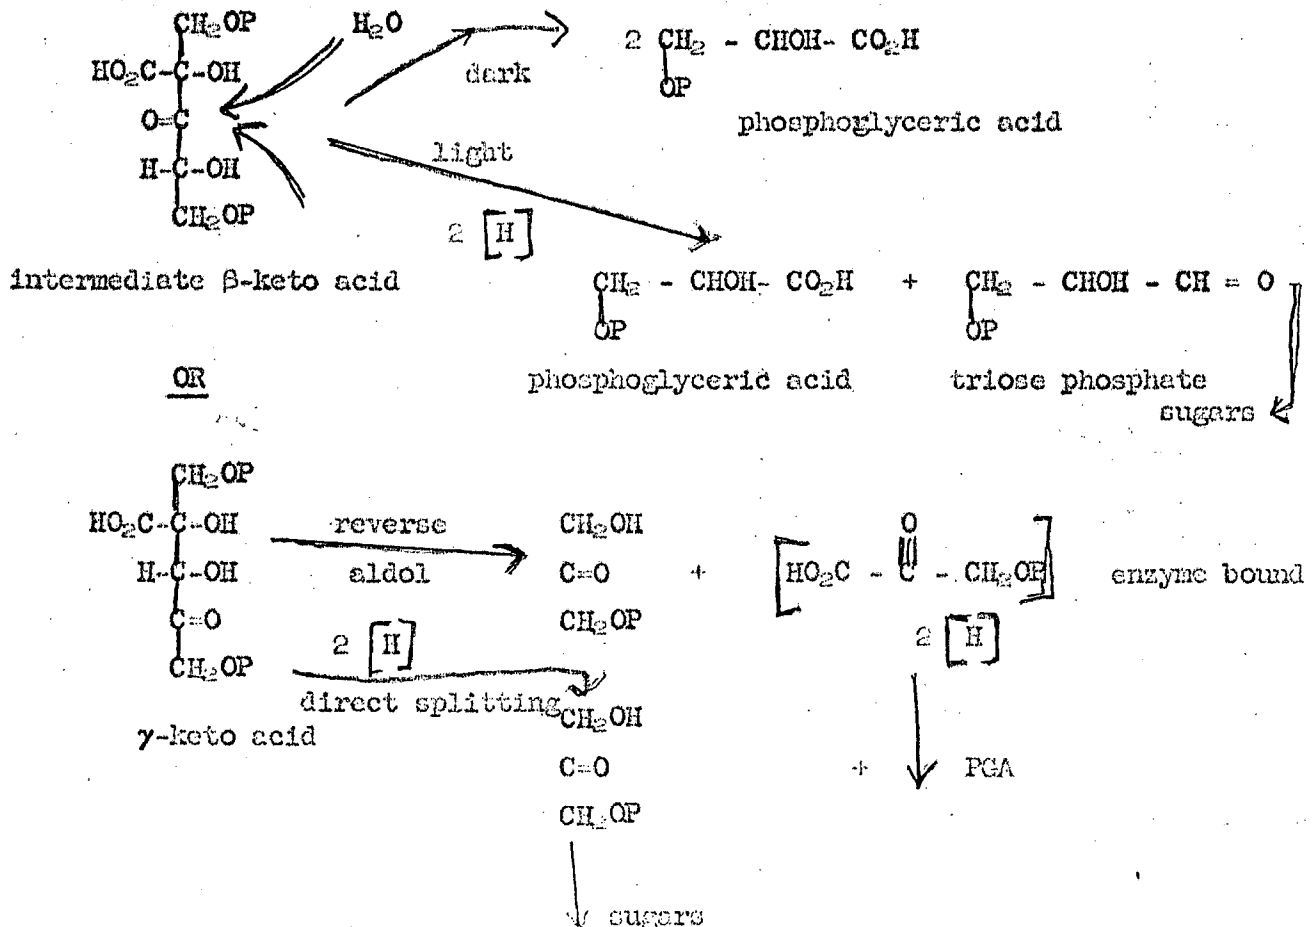 CH₂OP H₂O 2 CH₂ - CHOH- CO₂H
HO₂C-C-OH dark OP
O=C phosphoglyceric acid
H-C-OH light
CH₂OP 2 [H]
intermediate β-keto acid CH₂ - CHOH- CO₂H + CH₂ - CHOH - CH = O
OP OP
OR phosphoglyceric acid triose phosphate
sugars
CH₂OP
HO₂C-C-OH reverse CH₂OH O
H-C-OH aldol C=O + [HO₂C - C - CH₂OP] enzyme bound
C=O 2 [H] CH₂OP 2 [H]
CH₂OP direct splitting CH₂OH
γ-keto acid C=O + PGA
CH₂OP
sugars